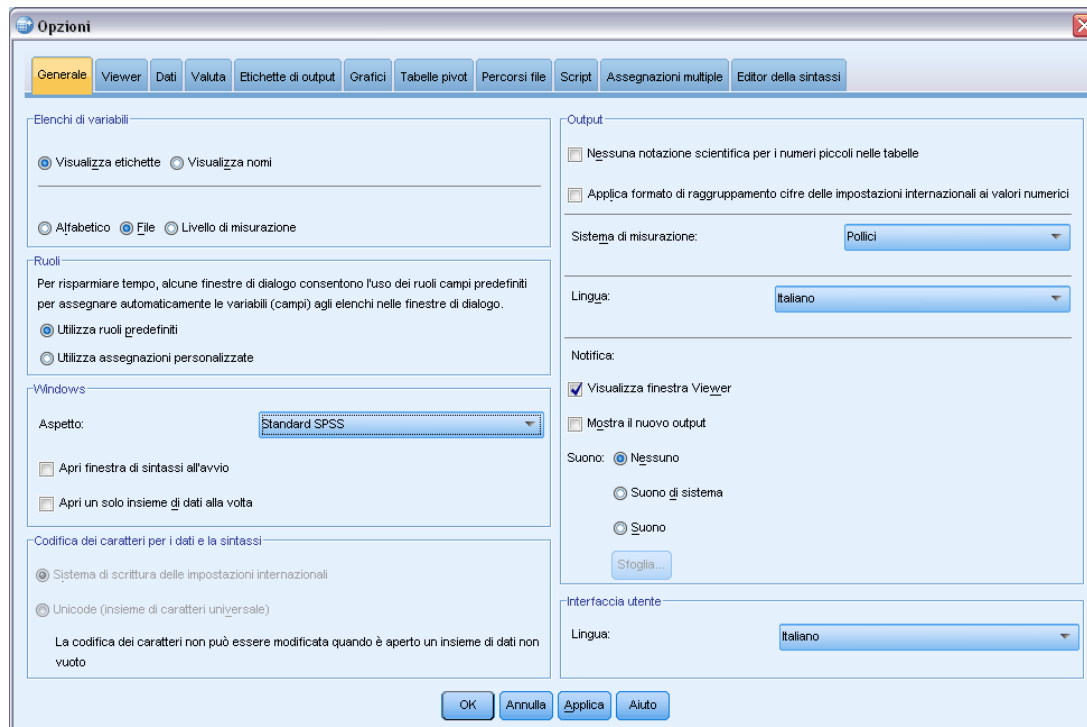 Opzioni
Generale Viewer Dati Valuta Etichette di output Grafici Tabelle pivot Percorsi file Script Assegnazioni multiple Editor della sintassi
Elenchi di variabili
Visualizza etichette Visualizza nomi
Alfabetico File Livello di misurazione
Ruoli
Per risparmiare tempo, alcune finestre di dialogo consentono l'uso dei ruoli campi predefiniti
per assegnare automaticamente le variabili (campi) agli elenchi nelle finestre di dialogo.
Utilizza ruoli predefiniti
Utilizza assegnazioni personalizzate
Windows
Aspetto: Standard SPSS
Apri finestra di sintassi all'avvio
Apri un solo insieme di dati alla volta
Codifica dei caratteri per i dati e la sintassi
Sistema di scrittura delle impostazioni internazionali
Unicode (insieme di caratteri universale)
La codifica dei caratteri non può essere modificata quando è aperto un insieme di dati non
vuoto
Output
Nessuna notazione scientifica per i numeri piccoli nelle tabelle
Applica formato di raggruppamento cifre delle impostazioni internazionali ai valori numerici
Sistema di misurazione: Pollici
Lingua: Italiano
Notifica:
Visualizza finestra Viewer
Mostra il nuovo output
Suono: Nessuno
Suono di sistema
Suono
Sfoglia...
Interfaccia utente
Lingua: Italiano
OK Annulla Applica Aiuto